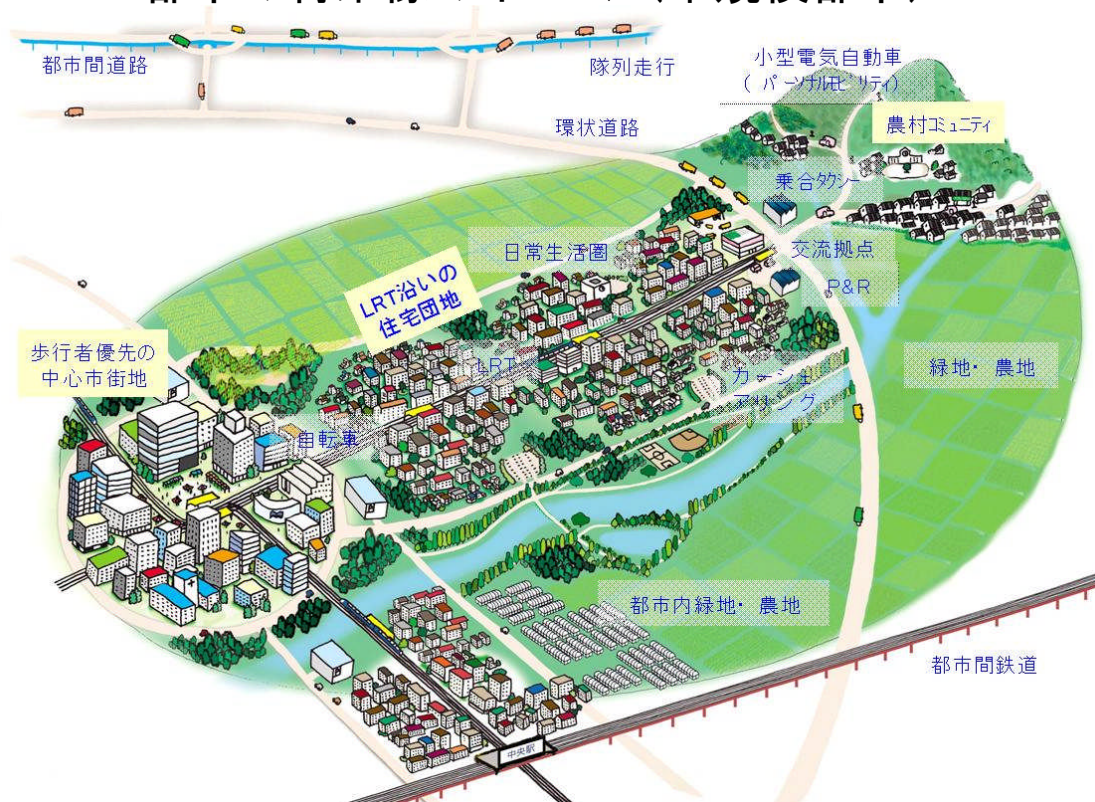 都市間道路
隊列走行
小型電気自動車
( パーソナルモビリティ)
環状道路
農村コミュニティ
乗合タクシー
日常生活圏
交流拠点
LRT沿いの
住宅団地
P&R
歩行者優先の
中心市街地
LRT
カーシェ
アリング
緑地・農地
自転車
都市内緑地・農地
都市間鉄道
中央駅